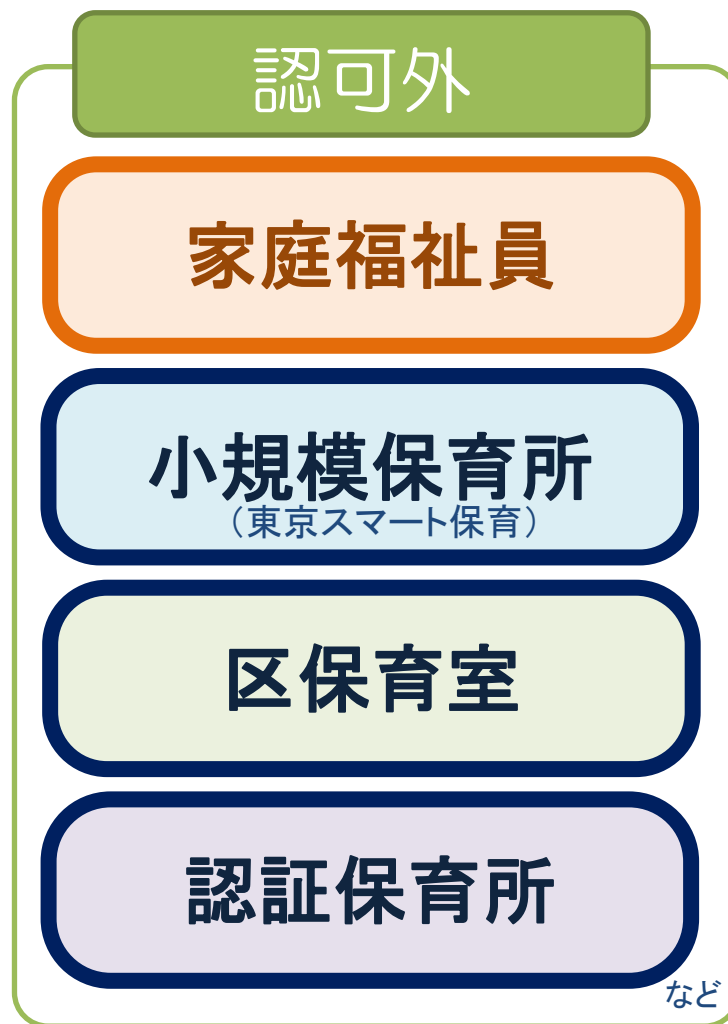 認可外
家庭福祉員
小規模保育所
（東京スマート保育）
区保育室
認証保育所
など